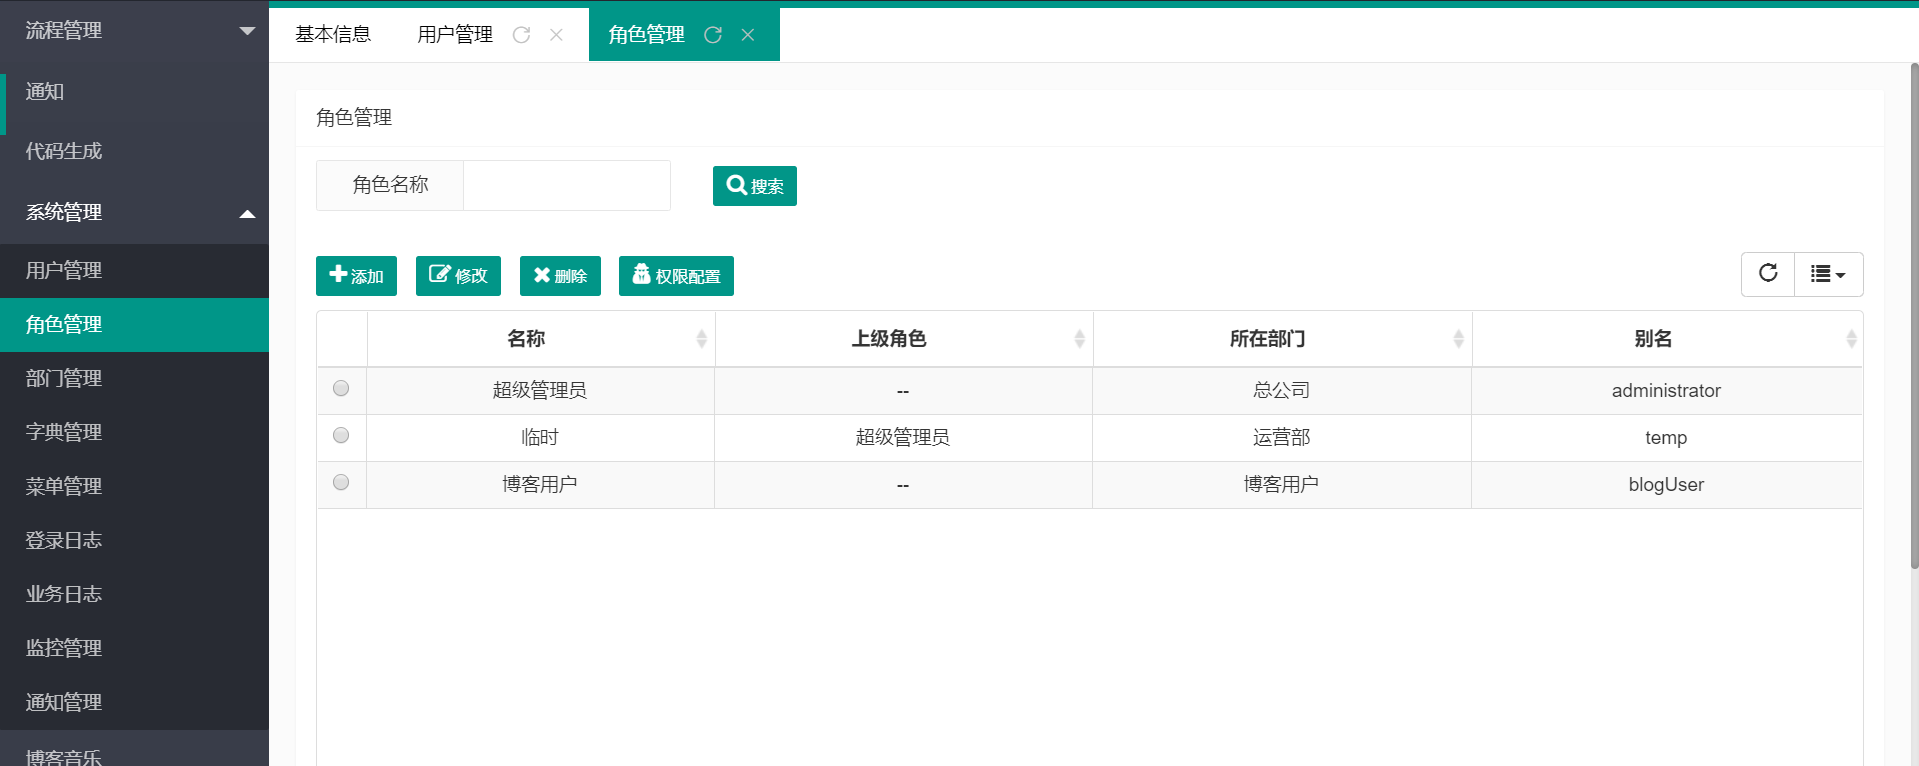 流程管理
通知
代码生成
系统管理
用户管理
角色管理
部门管理
字典管理
菜单管理
登录日志
业务日志
监控管理
通知管理
博客音乐
基本信息 用户管理 角色管理
角色管理
角色名称 搜索
添加 修改 删除 权限配置
名称 上级角色 所在部门 别名
超级管理员 -- 总公司 administrator
临时 超级管理员 运营部 temp
博客用户 -- 博客用户 blogUser